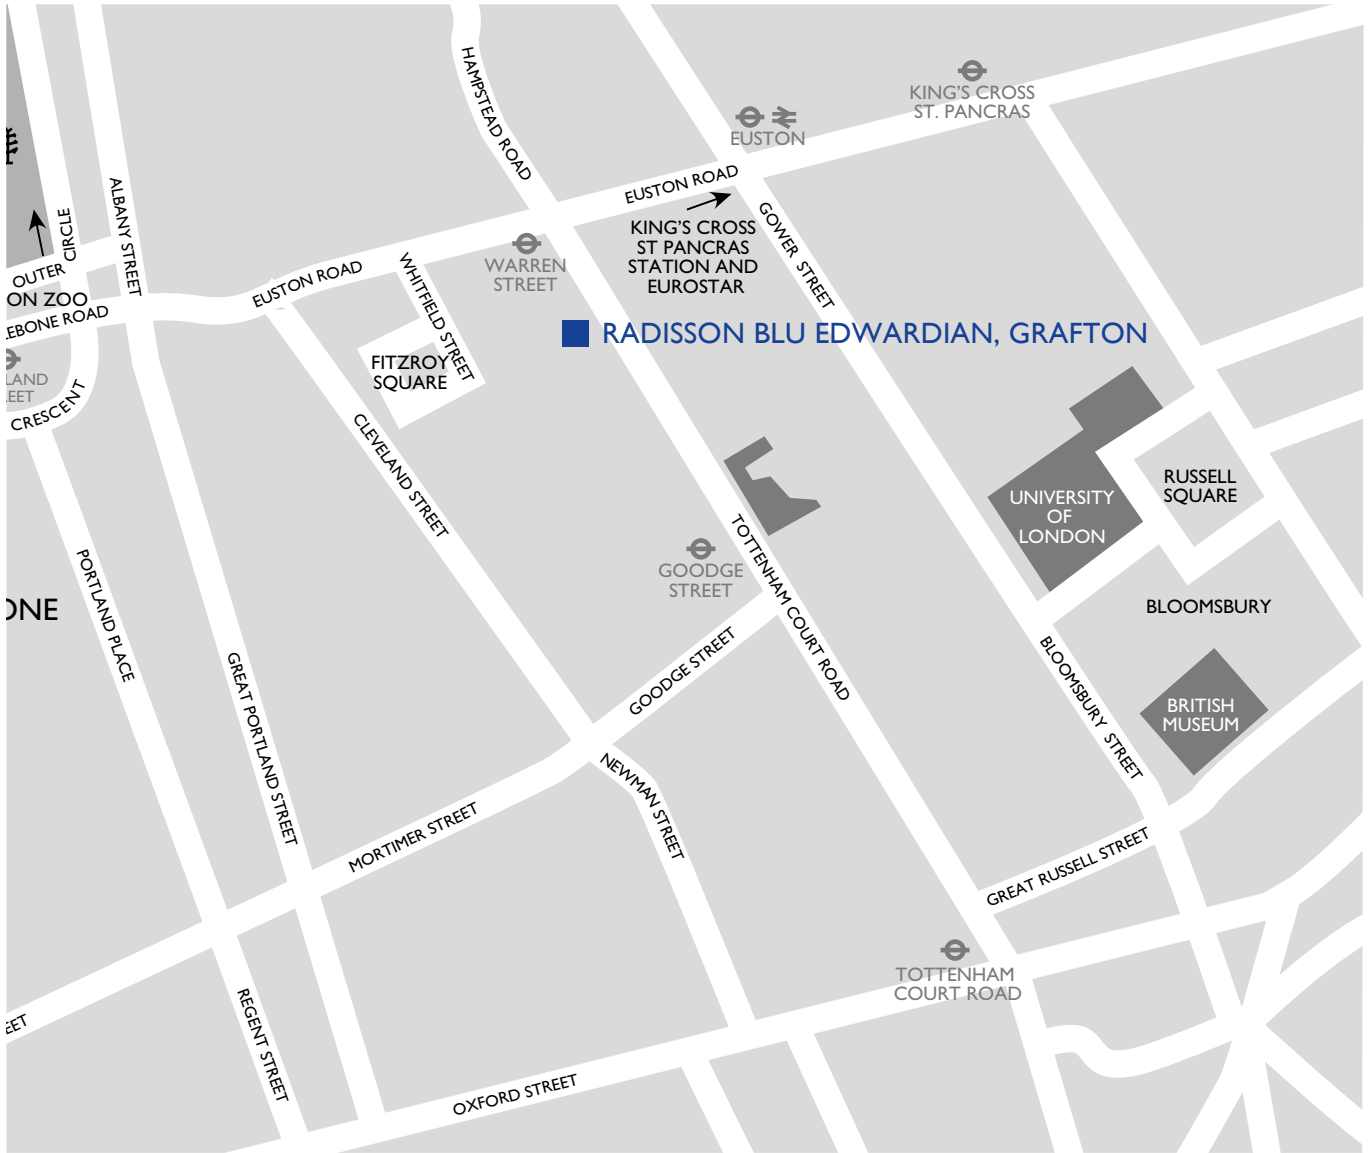 HAMPSTEAD ROAD
KING'S CROSS
ST. PANCRAS
EUSTON
EUSTON ROAD
ALBANY STREET
OUTER CIRCLE
ON ZOO
LEBONE ROAD
LAND
EET
CRESCENT
EUSTON ROAD
WHITFIELD STREET
WARREN
STREET
KING'S CROSS
ST PANCRAS
STATION AND
EUROSTAR
GOWER STREET
RADISSON BLU EDWARDIAN, GRAFTON
FITZROY
SQUARE
CLEVELAND STREET
RUSSELL
SQUARE
UNIVERSITY
OF
LONDON
TOTTENHAM COURT ROAD
GOODGE
STREET
PORTLAND PLACE
ONE
BLOOMSBURY
GOODGE STREET
GREAT PORTLAND STREET
BLOOMSBURY STREET
BRITISH
MUSEUM
NEWMAN STREET
MORTIMER STREET
GREAT RUSSELL STREET
TOTTENHAM
COURT ROAD
REGENT STREET
EET
OXFORD STREET